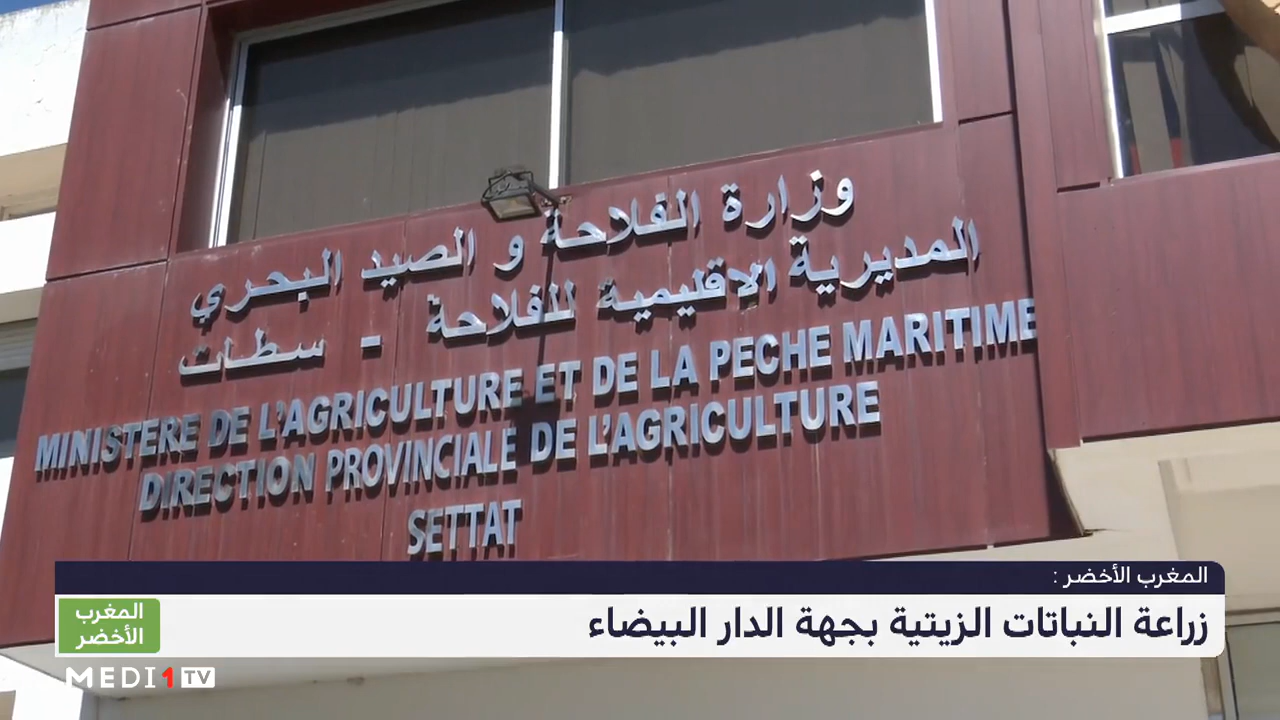 وزارة الفلاحة و الصيد البحري
المديرية الاقليمية للفلاحة - سطات
MINISTERE DE L'AGRICULTURE ET DE LA PECHE MARITIME
DIRECTION PROVINCIALE DE L'AGRICULTURE
SETTAT
المغرب الأخضر :
زراعة النباتات الزيتية بجهة الدار البيضاء
المغرب
الأخضر
MEDI1TV